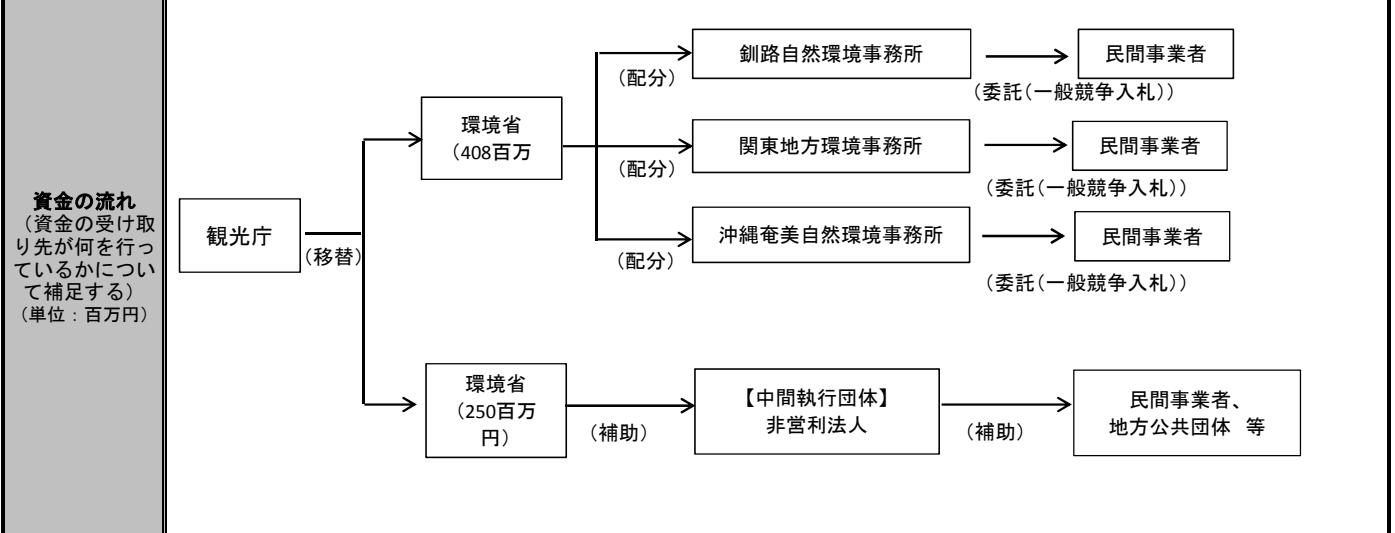 資金の流れ
（資金の受け取
り先が何を行っ
ているかについ
て補足する）
（単位：百万円）
観光庁
（移替）
環境省
（408百万
（配分）
釧路自然環境事務所
民間事業者
（委託（一般競争入札））
（配分）
関東地方環境事務所
民間事業者
（委託（一般競争入札））
（配分）
沖縄奄美自然環境事務所
民間事業者
（委託（一般競争入札））
環境省
（250百万
円）
（補助）
【中間執行団体】
非営利法人
（補助）
民間事業者、
地方公共団体 等